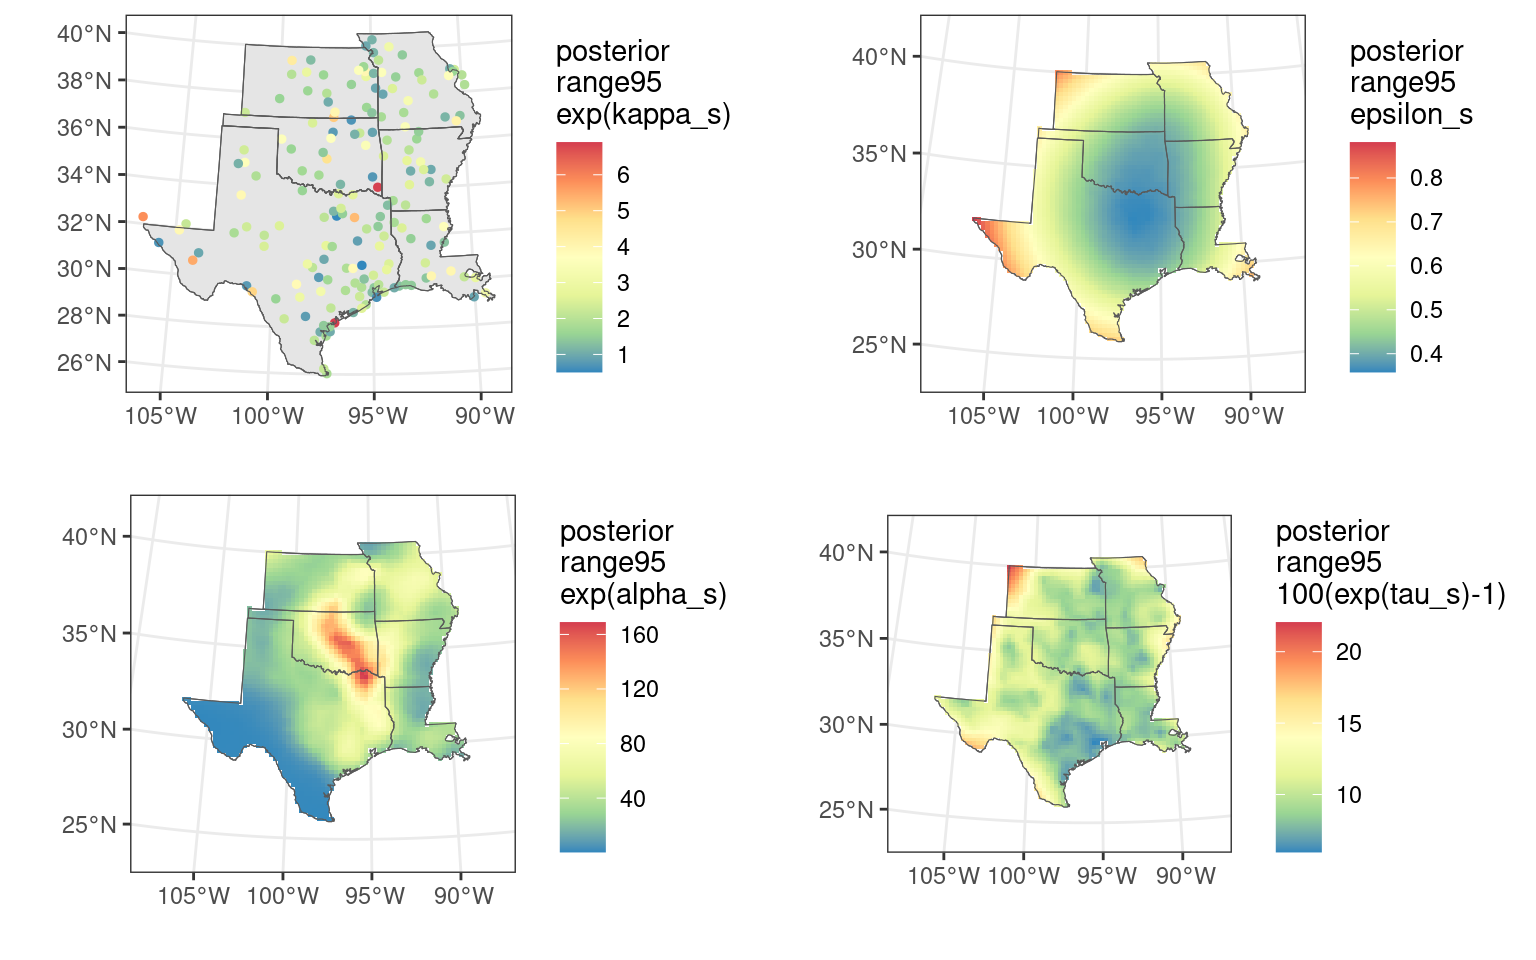 40°N
38°N
36°N
34°N
32°N
30°N
28°N
26°N
105°W 100°W 95°W 90°W
posterior
range95
exp(kappa_s)
6
5
4
3
2
1
40°N
35°N
30°N
25°N
105°W 100°W 95°W 90°W
posterior
range95
epsilon_s
0.8
0.7
0.6
0.5
0.4
40°N
35°N
30°N
25°N
105°W 100°W 95°W 90°W
posterior
range95
exp(alpha_s)
160
120
80
40
40°N
35°N
30°N
25°N
105°W 100°W 95°W 90°W
posterior
range95
100(exp(tau_s)-1)
20
15
10